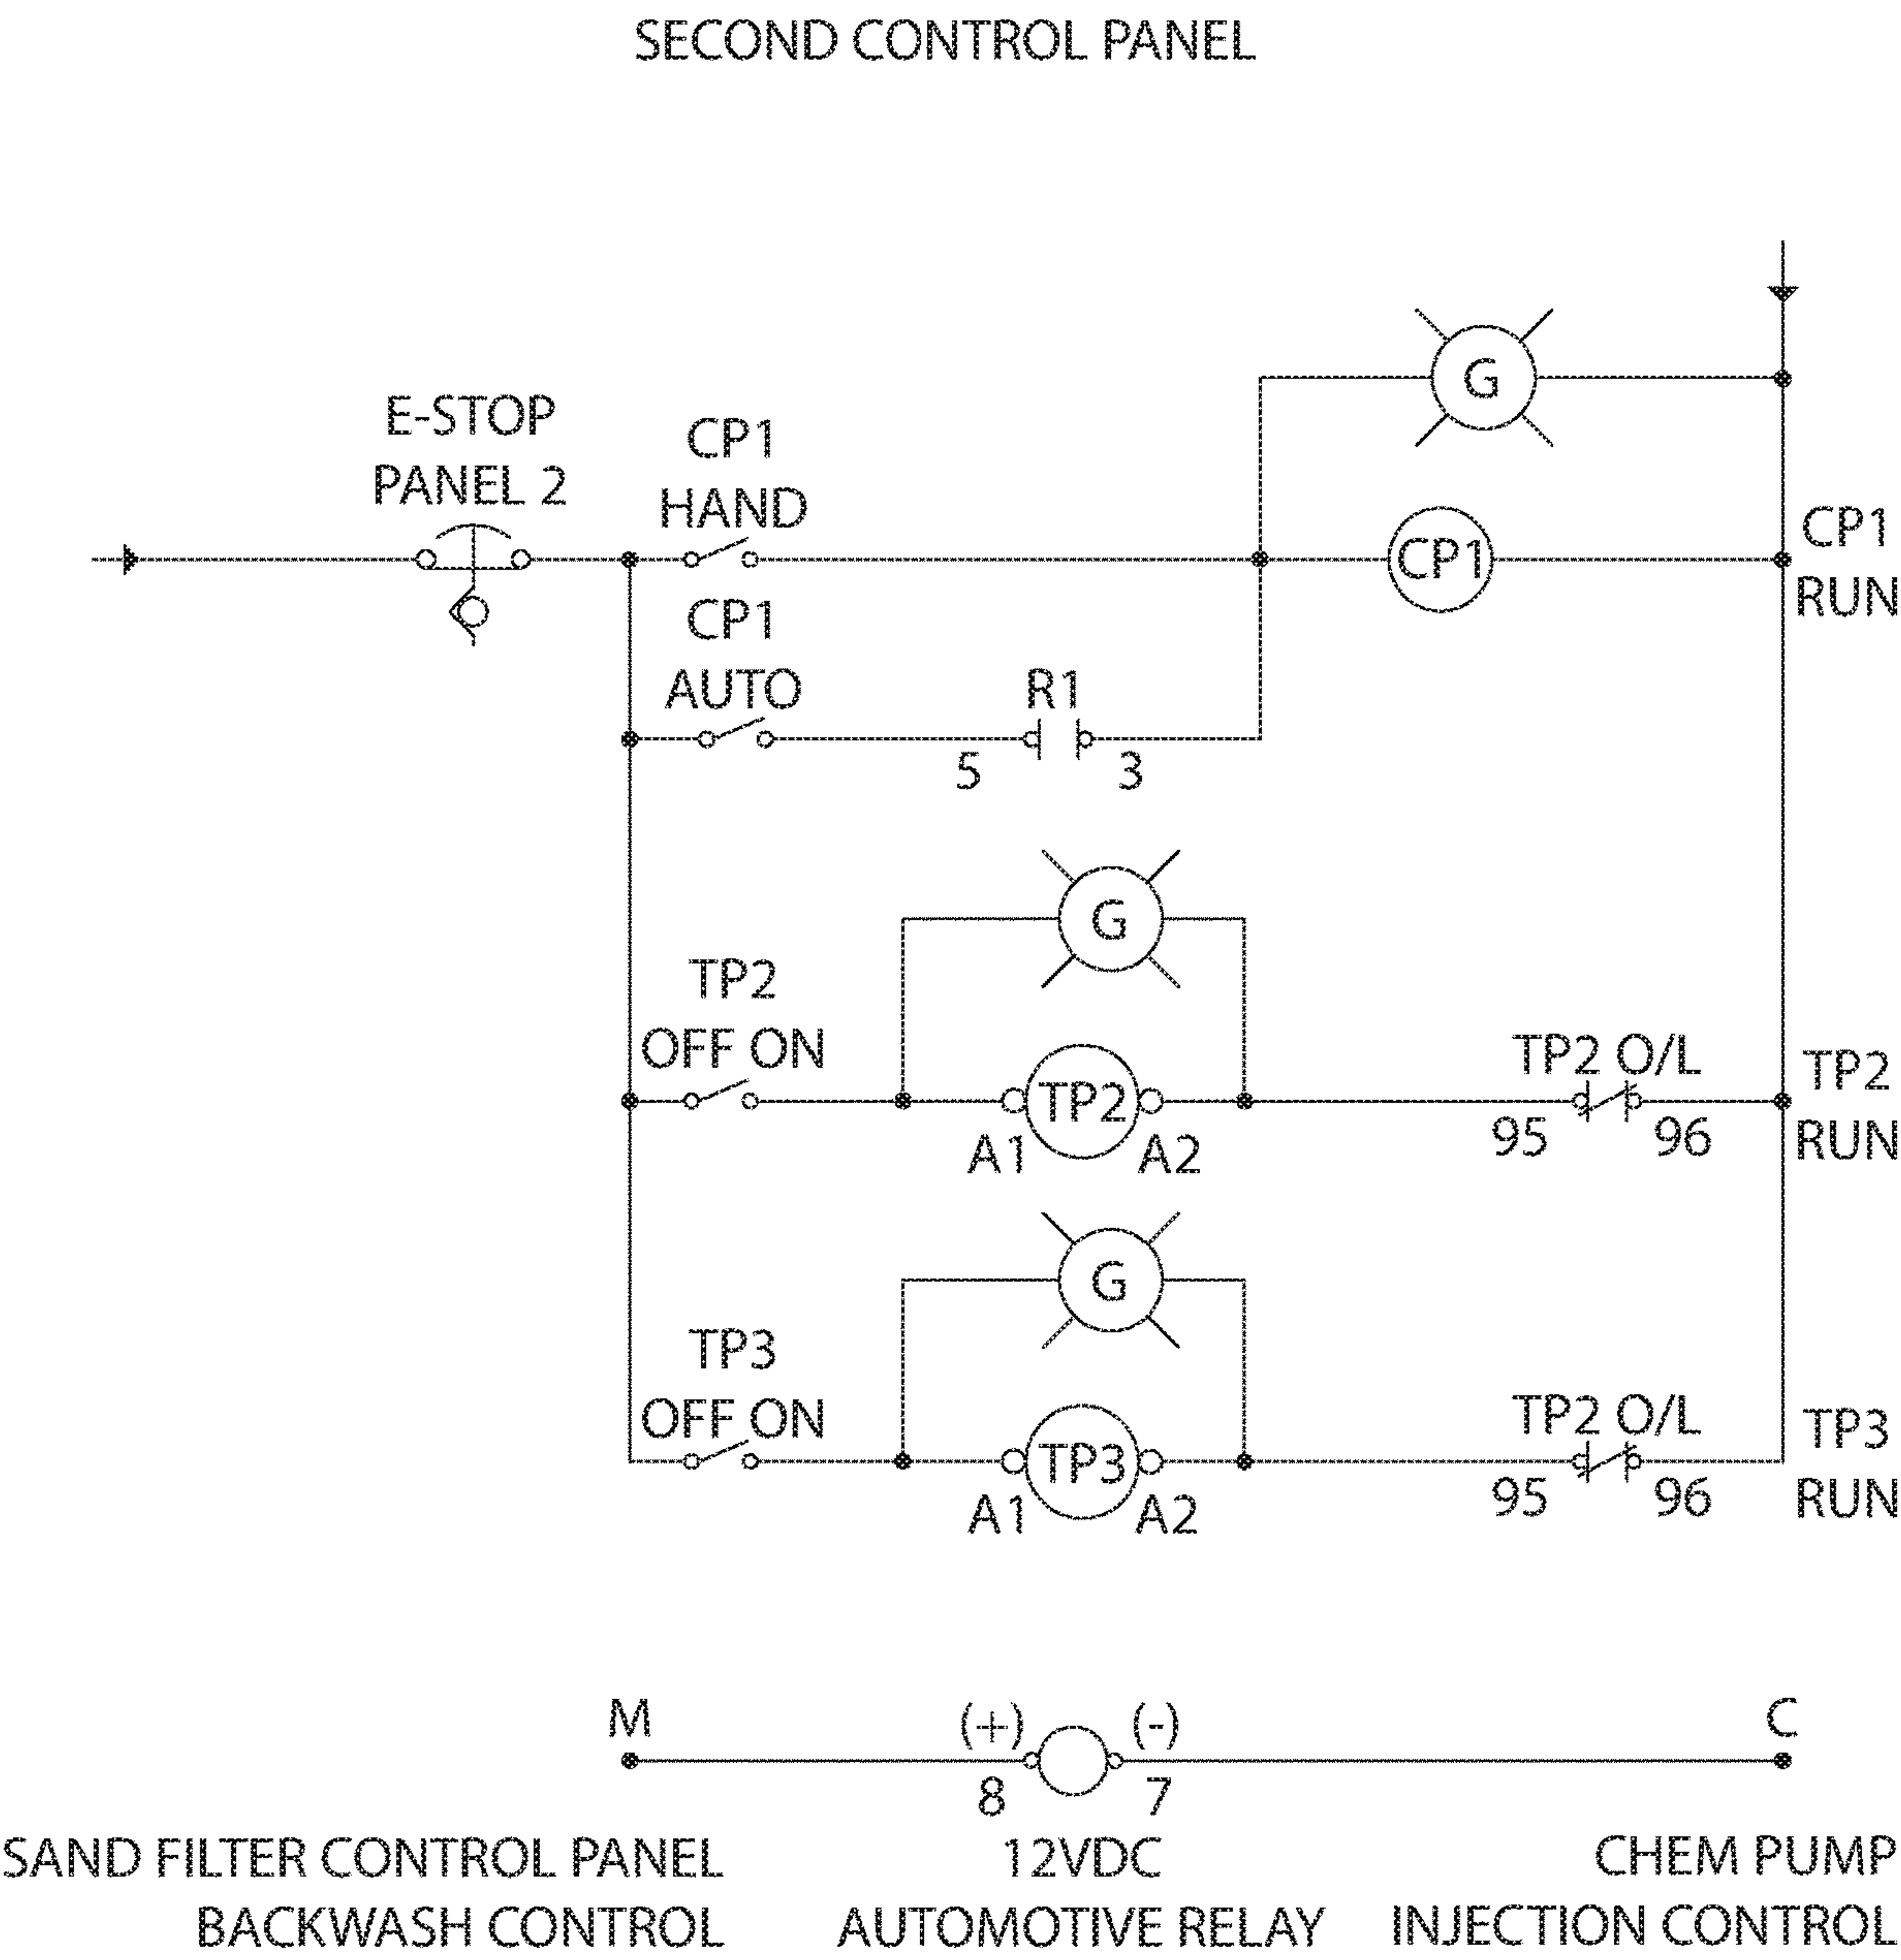 SECOND CONTROL PANEL
G
E-STOP
PANEL 2
CP1
HAND
CP1
CP1
RUN
CP1
AUTO
R1
5
3
G
TP2
OFF ON
TP2
A1
A2
TP2 O/L
95
96
TP2
RUN
G
TP3
OFF ON
TP3
A1
A2
TP2 O/L
95
96
TP3
RUN
M
(+)
(-)
C
8
7
SAND FILTER CONTROL PANEL
BACKWASH CONTROL
12VDC
AUTOMOTIVE RELAY
CHEM PUMP
INJECTION CONTROL